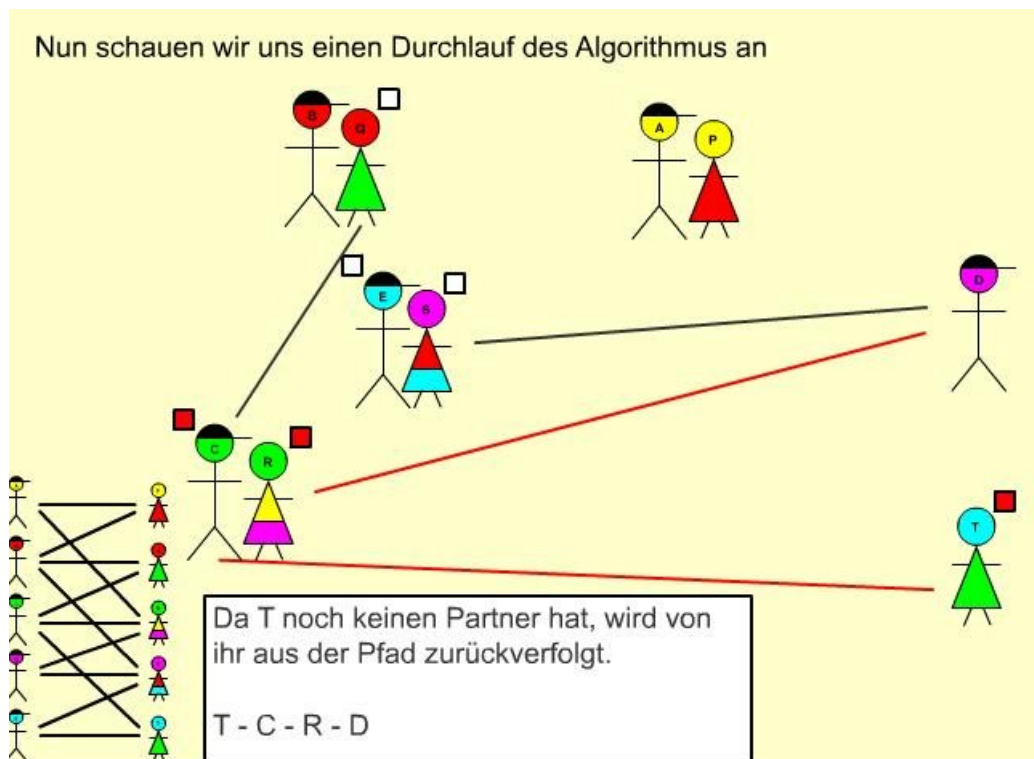 Nun schauen wir uns einen Durchlauf des Algorithmus an
B
Q
A
P
E
S
D
C
R
T
Da T noch keinen Partner hat, wird von
ihr aus der Pfad zurückverfolgt.
T - C - R - D